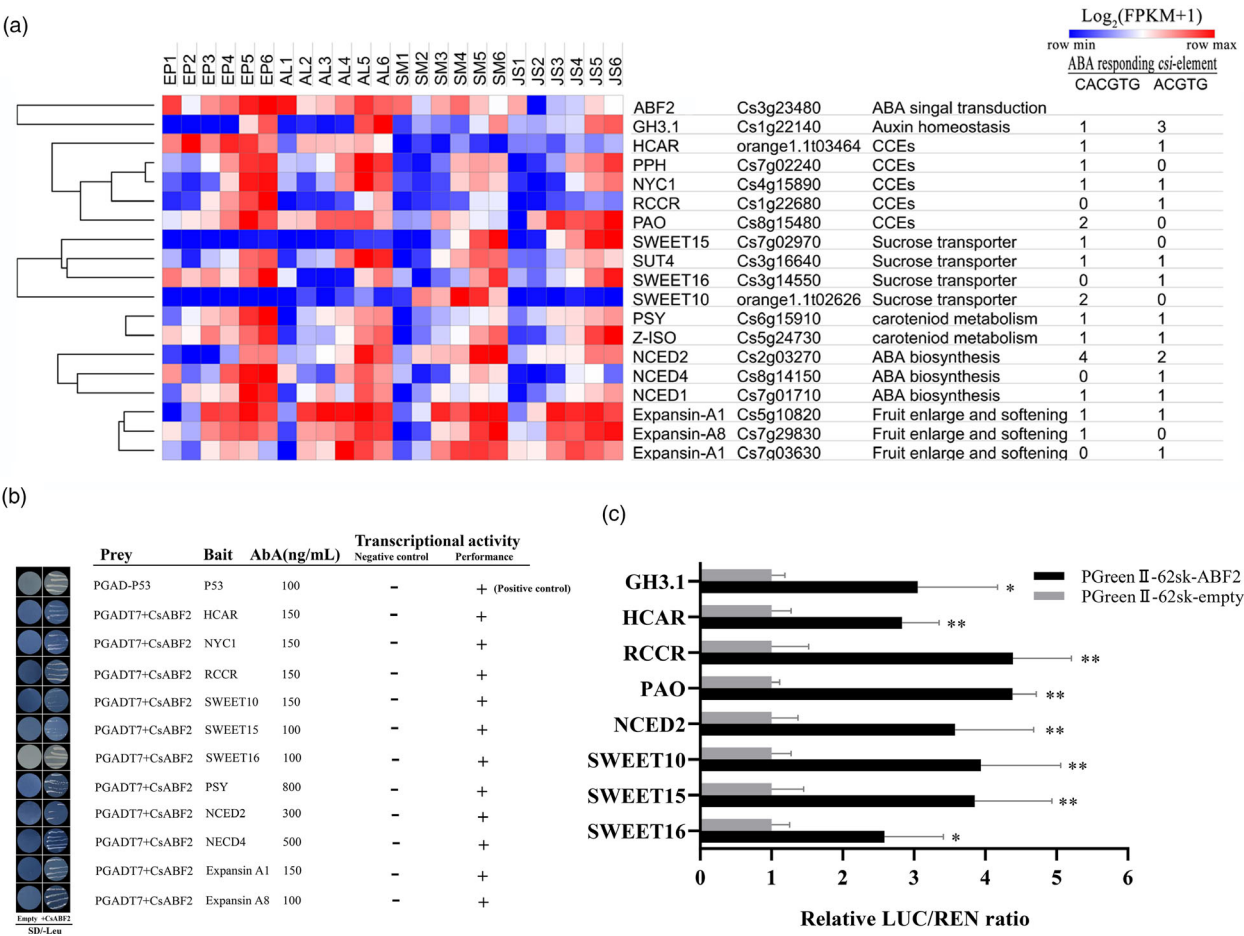 (a)
Log2(FPKM+1)
row min row max
ABA responding csi-element
CACGTG ACGTG
EP1 EP2 EP3 EP4 EP5 EP6 AL1 AL2 AL3 AL4 AL5 AL6 SM1 SM2 SM3 SM4 SM5 SM6 JS1 JS2 JS3 JS4 JS5 JS6
ABF2 Cs3g23480 ABA singal transduction
GH3.1 Cs1g22140 Auxin homeostasis 1 3
HCAR orange1.1t03464 CCEs 1 1
PPH Cs7g02240 CCEs 1 0
NYC1 Cs4g15890 CCEs 1 1
RCCR Cs1g22680 CCEs 0 1
PAO Cs8g15480 CCEs 2 0
SWEET15 Cs7g02970 Sucrose transporter 1 0
SUT4 Cs3g16640 Sucrose transporter 1 1
SWEET16 Cs3g14550 Sucrose transporter 0 1
SWEET10 orange1.1t02626 Sucrose transporter 2 0
PSY Cs6g15910 caroteniod metabolism 1 1
Z-ISO Cs5g24730 caroteniod metabolism 1 1
NCED2 Cs2g03270 ABA biosynthesis 4 2
NCED4 Cs8g14150 ABA biosynthesis 0 1
NCED1 Cs7g01710 ABA biosynthesis 1 1
Expansin-A1 Cs5g10820 Fruit enlarge and softening 1 1
Expansin-A8 Cs7g29830 Fruit enlarge and softening 1 0
Expansin-A1 Cs7g03630 Fruit enlarge and softening 0 1
(b)
Transcriptional activity
Prey Bait AbA(ng/mL) Negative control Performance
PGAD-P53 P53 100 - + (Positive control)
PGADT7+CsABF2 HCAR 150 - +
PGADT7+CsABF2 NYC1 150 - +
PGADT7+CsABF2 RCCR 150 - +
PGADT7+CsABF2 SWEET10 150 - +
PGADT7+CsABF2 SWEET15 100 - +
PGADT7+CsABF2 SWEET16 100 - +
PGADT7+CsABF2 PSY 800 - +
PGADT7+CsABF2 NCED2 300 - +
PGADT7+CsABF2 NECD4 500 - +
PGADT7+CsABF2 Expansin A1 150 - +
PGADT7+CsABF2 Expansin A8 100 - +
Empty +CsABF2
SD/-Leu
(c)
PGreenⅡ-62sk-ABF2
PGreenⅡ-62sk-empty
GH3.1 *
HCAR **
RCCR **
PAO **
NCED2 **
SWEET10 **
SWEET15 **
SWEET16 *
0 1 2 3 4 5 6
Relative LUC/REN ratio